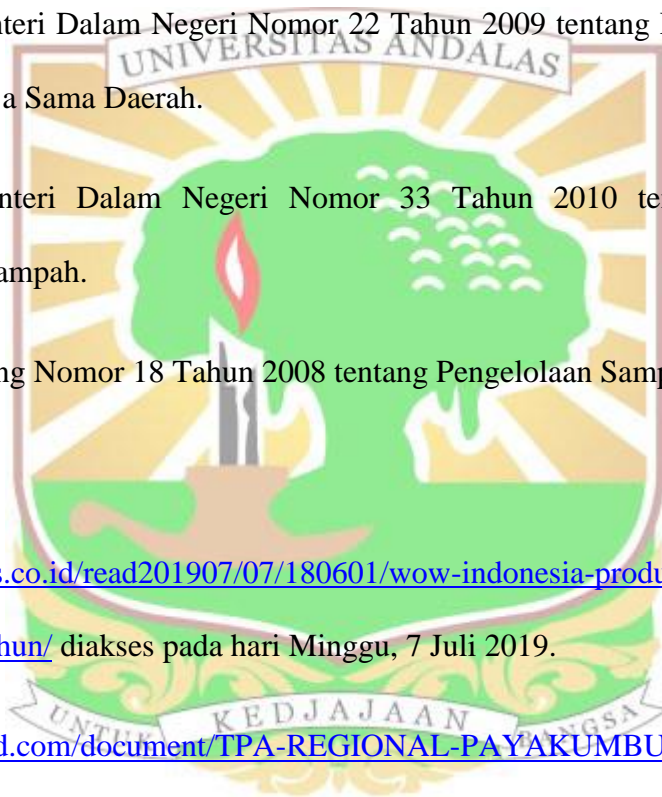 nteri Dalam Negeri Nomor 22 Tahun 2009 tentang
UNIVERSITAS ANDALAS
a Sama Daerah.
nteri Dalam Negeri Nomor 33 Tahun 2010 te
ampah.
ng Nomor 18 Tahun 2008 tentang Pengelolaan Samp
s.co.id/read201907/07/180601/wow-indonesia-produ
hun/ diakses pada hari Minggu, 7 Juli 2019.
UNTUK KEDJAJAAN BANGSA
d.com/document/TPA-REGIONAL-PAYAKUMBU